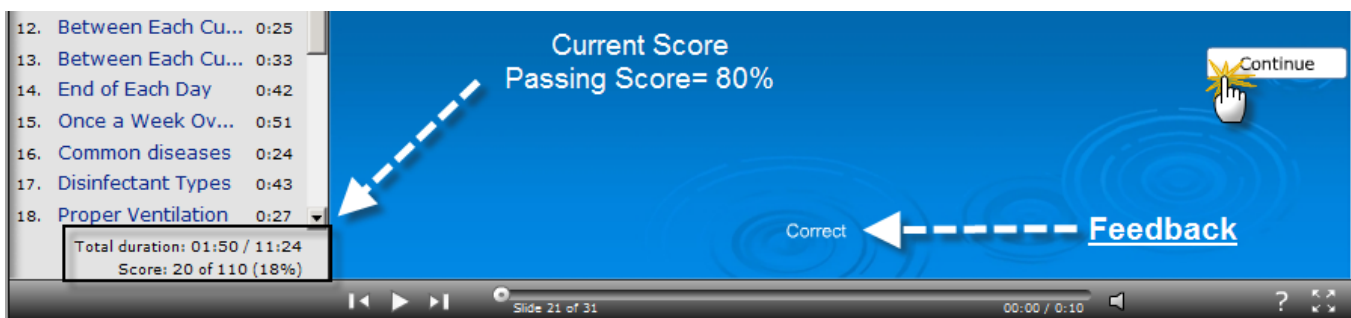 12. Between Each Cu... 0:25
13. Between Each Cu... 0:33
14. End of Each Day 0:42
15. Once a Week Ov... 0:51
16. Common diseases 0:24
17. Disinfectant Types 0:43
18. Proper Ventilation 0:27
Total duration: 01:50 / 11:24
Score: 20 of 110 (18%)
Current Score
Passing Score= 80%
Continue
Correct
Feedback
Slide 21 of 31
00:00 / 0:10
?